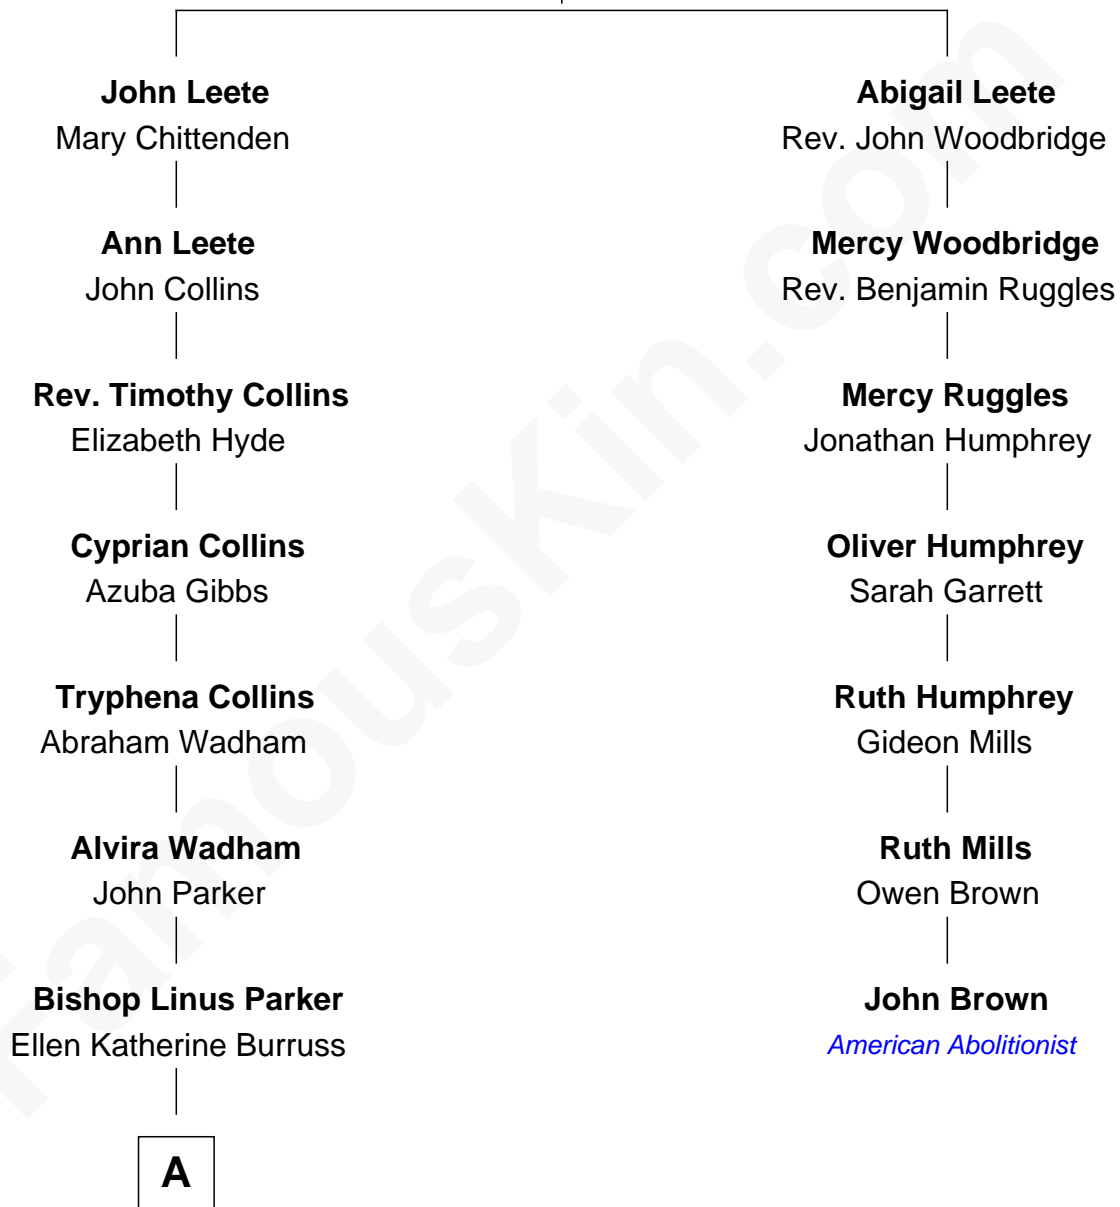 John Leete
Mary Chittenden
Ann Leete
John Collins
Rev. Timothy Collins
Elizabeth Hyde
Cyprian Collins
Azuba Gibbs
Tryphena Collins
Abraham Wadham
Alvira Wadham
John Parker
Bishop Linus Parker
Ellen Katherine Burruss
A
Abigail Leete
Rev. John Woodbridge
Mercy Woodbridge
Rev. Benjamin Ruggles
Mercy Ruggles
Jonathan Humphrey
Oliver Humphrey
Sarah Garrett
Ruth Humphrey
Gideon Mills
Ruth Mills
Owen Brown
John Brown
American Abolitionist
FamousKin.com